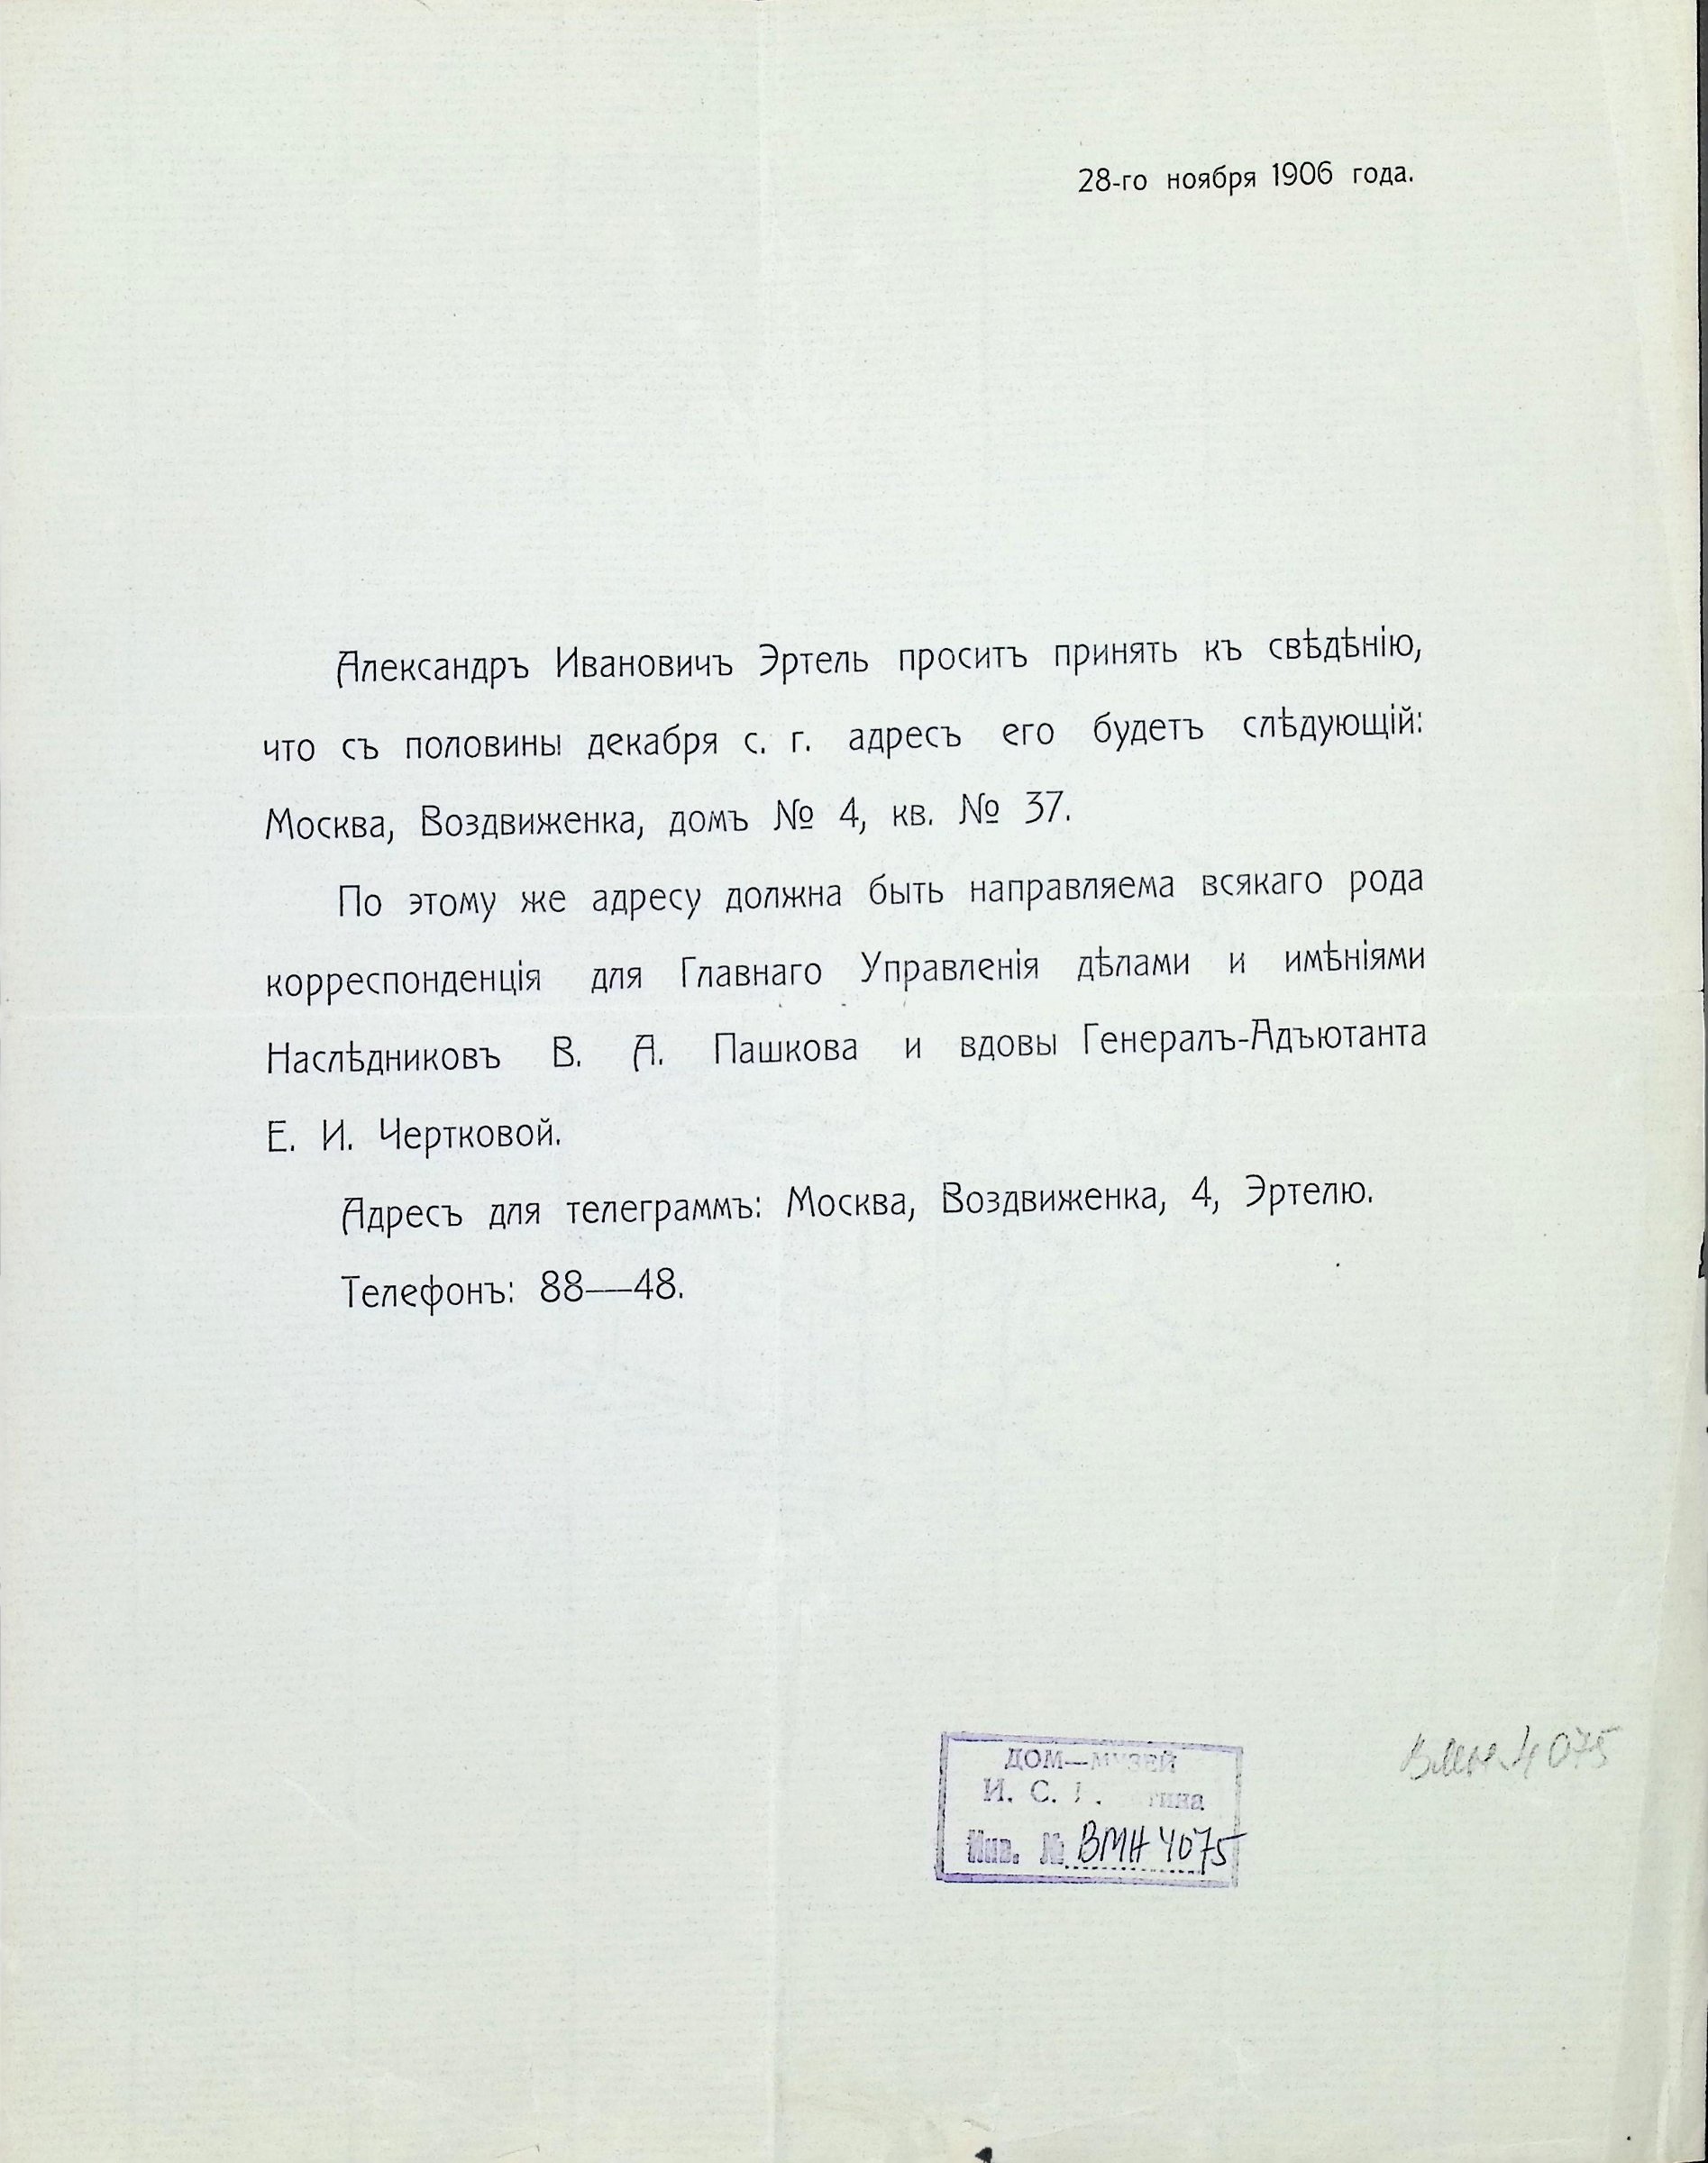 28-го ноября 1906 года.
Александръ Ивановичъ Эртель проситъ принять къ свѣдѣнію,
что съ половины декабря с. г. адресъ его будетъ слѣдующій:
Москва, Воздвиженка, домъ № 4, кв. № 37.
По этому же адресу должна быть направляема всякаго рода
корреспонденція для Главнаго Управленія дѣлами и имѣніями
Наслѣдниковъ В. А. Пашкова и вдовы Генералъ-Адъютанта
Е. И. Чертковой.
Адресъ для телеграммъ: Москва, Воздвиженка, 4, Эртелю.
Телефонъ: 88—48.
ДОМ—МУЗЕЙ
И. С.
Инв. № ВМН 4075
4075